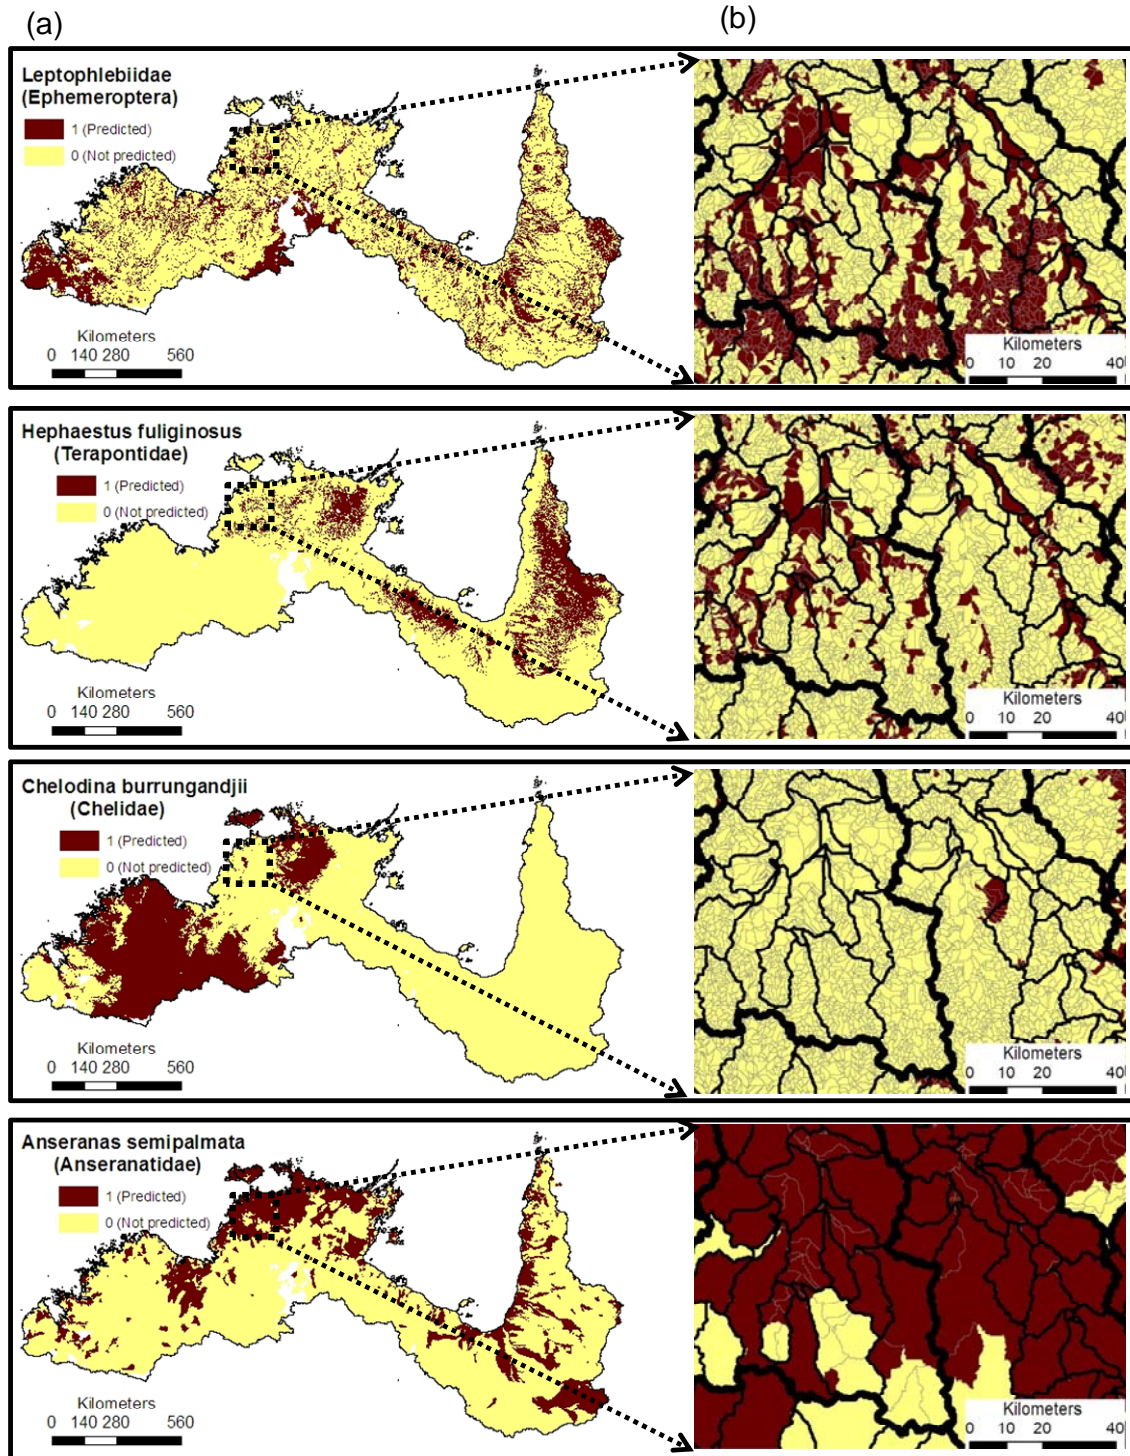 (a)
(b)
Leptophlebiidae
(Ephemeroptera)
1 (Predicted)
0 (Not predicted)
Kilometers
0 140 280 560
Kilometers
0 10 20 40
Hephaestus fuliginosus
(Terapontidae)
1 (Predicted)
0 (Not predicted)
Kilometers
0 140 280 560
Kilometers
0 10 20 40
Chelodina burrungandjii
(Chelidae)
1 (Predicted)
0 (Not predicted)
Kilometers
0 140 280 560
Kilometers
0 10 20 40
Anseranas semipalmata
(Anseranatidae)
1 (Predicted)
0 (Not predicted)
Kilometers
0 140 280 560
Kilometers
0 10 20 40